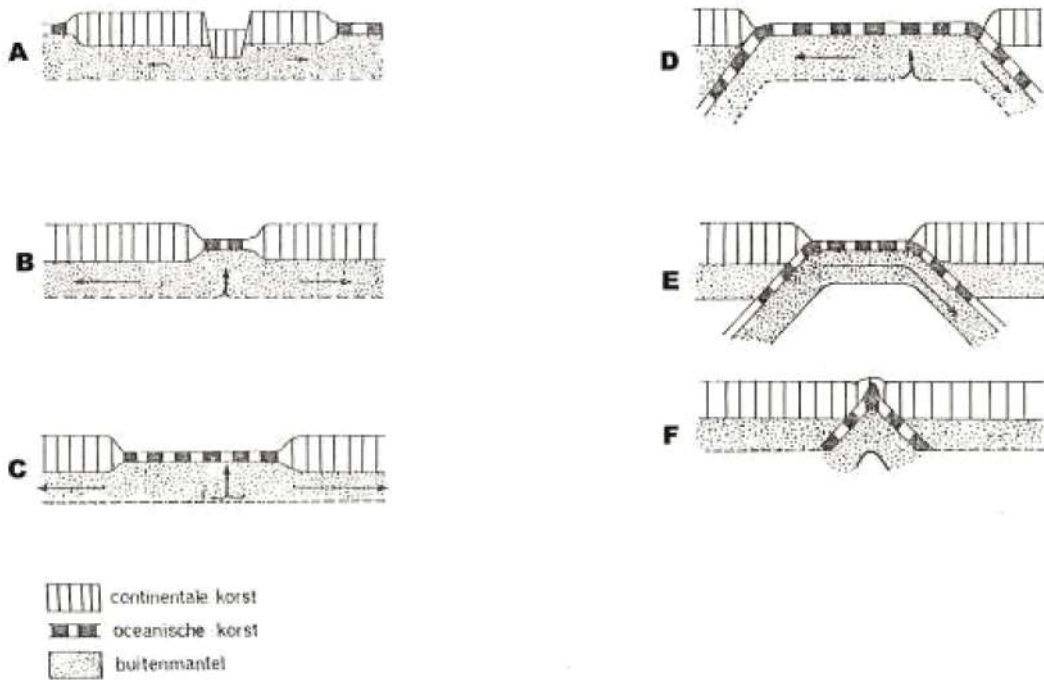 A
B
C
D
E
F
continentale korst
oceanische korst
buitenmantel